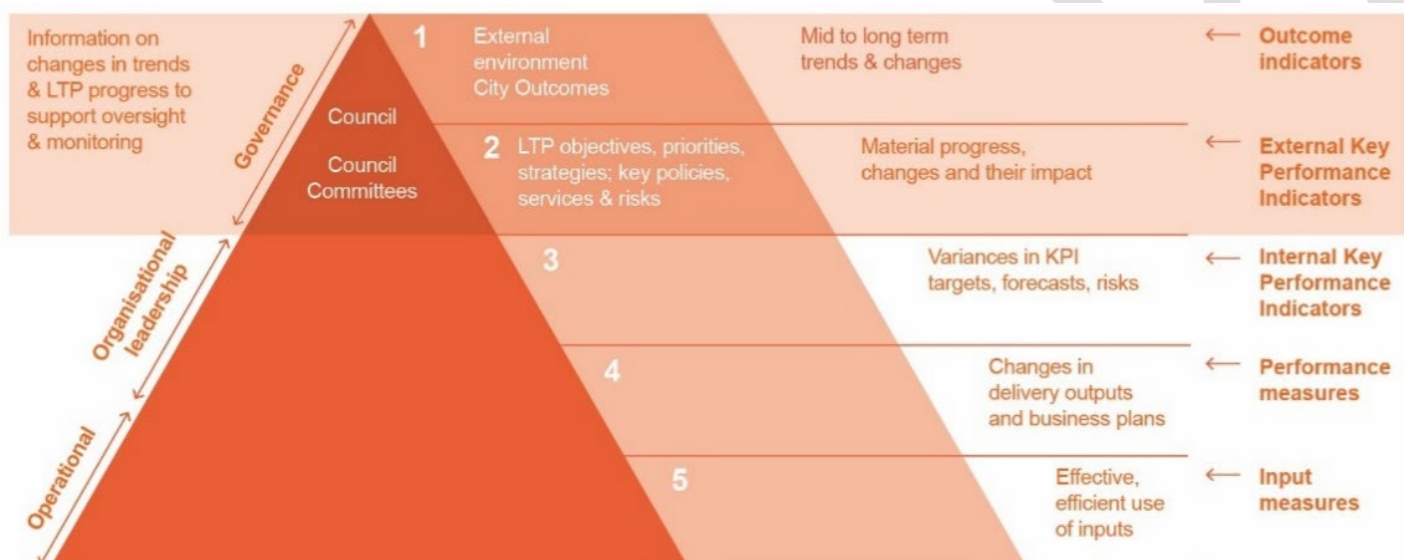 Information on
changes in trends
& LTP progress to
support oversight
& monitoring
Governance
Council
Council
Committees
1
External
environment
City Outcomes
Mid to long term
trends & changes
← Outcome
indicators
2
LTP objectives, priorities,
strategies; key policies,
services & risks
Material progress,
changes and their impact
← External Key
Performance
Indicators
Organisational
leadership
3
Variances in KPI
targets, forecasts, risks
← Internal Key
Performance
Indicators
4
Changes in
delivery outputs
and business plans
← Performance
measures
Operational
5
Effective,
efficient use
of inputs
← Input
measures